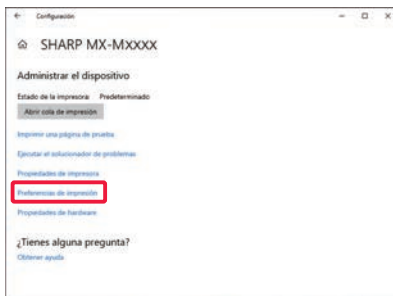 Configuración
SHARP MX-MXXXX
Administrar el dispositivo
Estado de la impresora: Predeterminado
Abrir cola de impresión
Imprimir una página de prueba
Ejecutar el solucionador de problemas
Propiedades de impresora
Preferencias de impresión
Propiedades de hardware
¿Tienes alguna pregunta?
Obtener ayuda